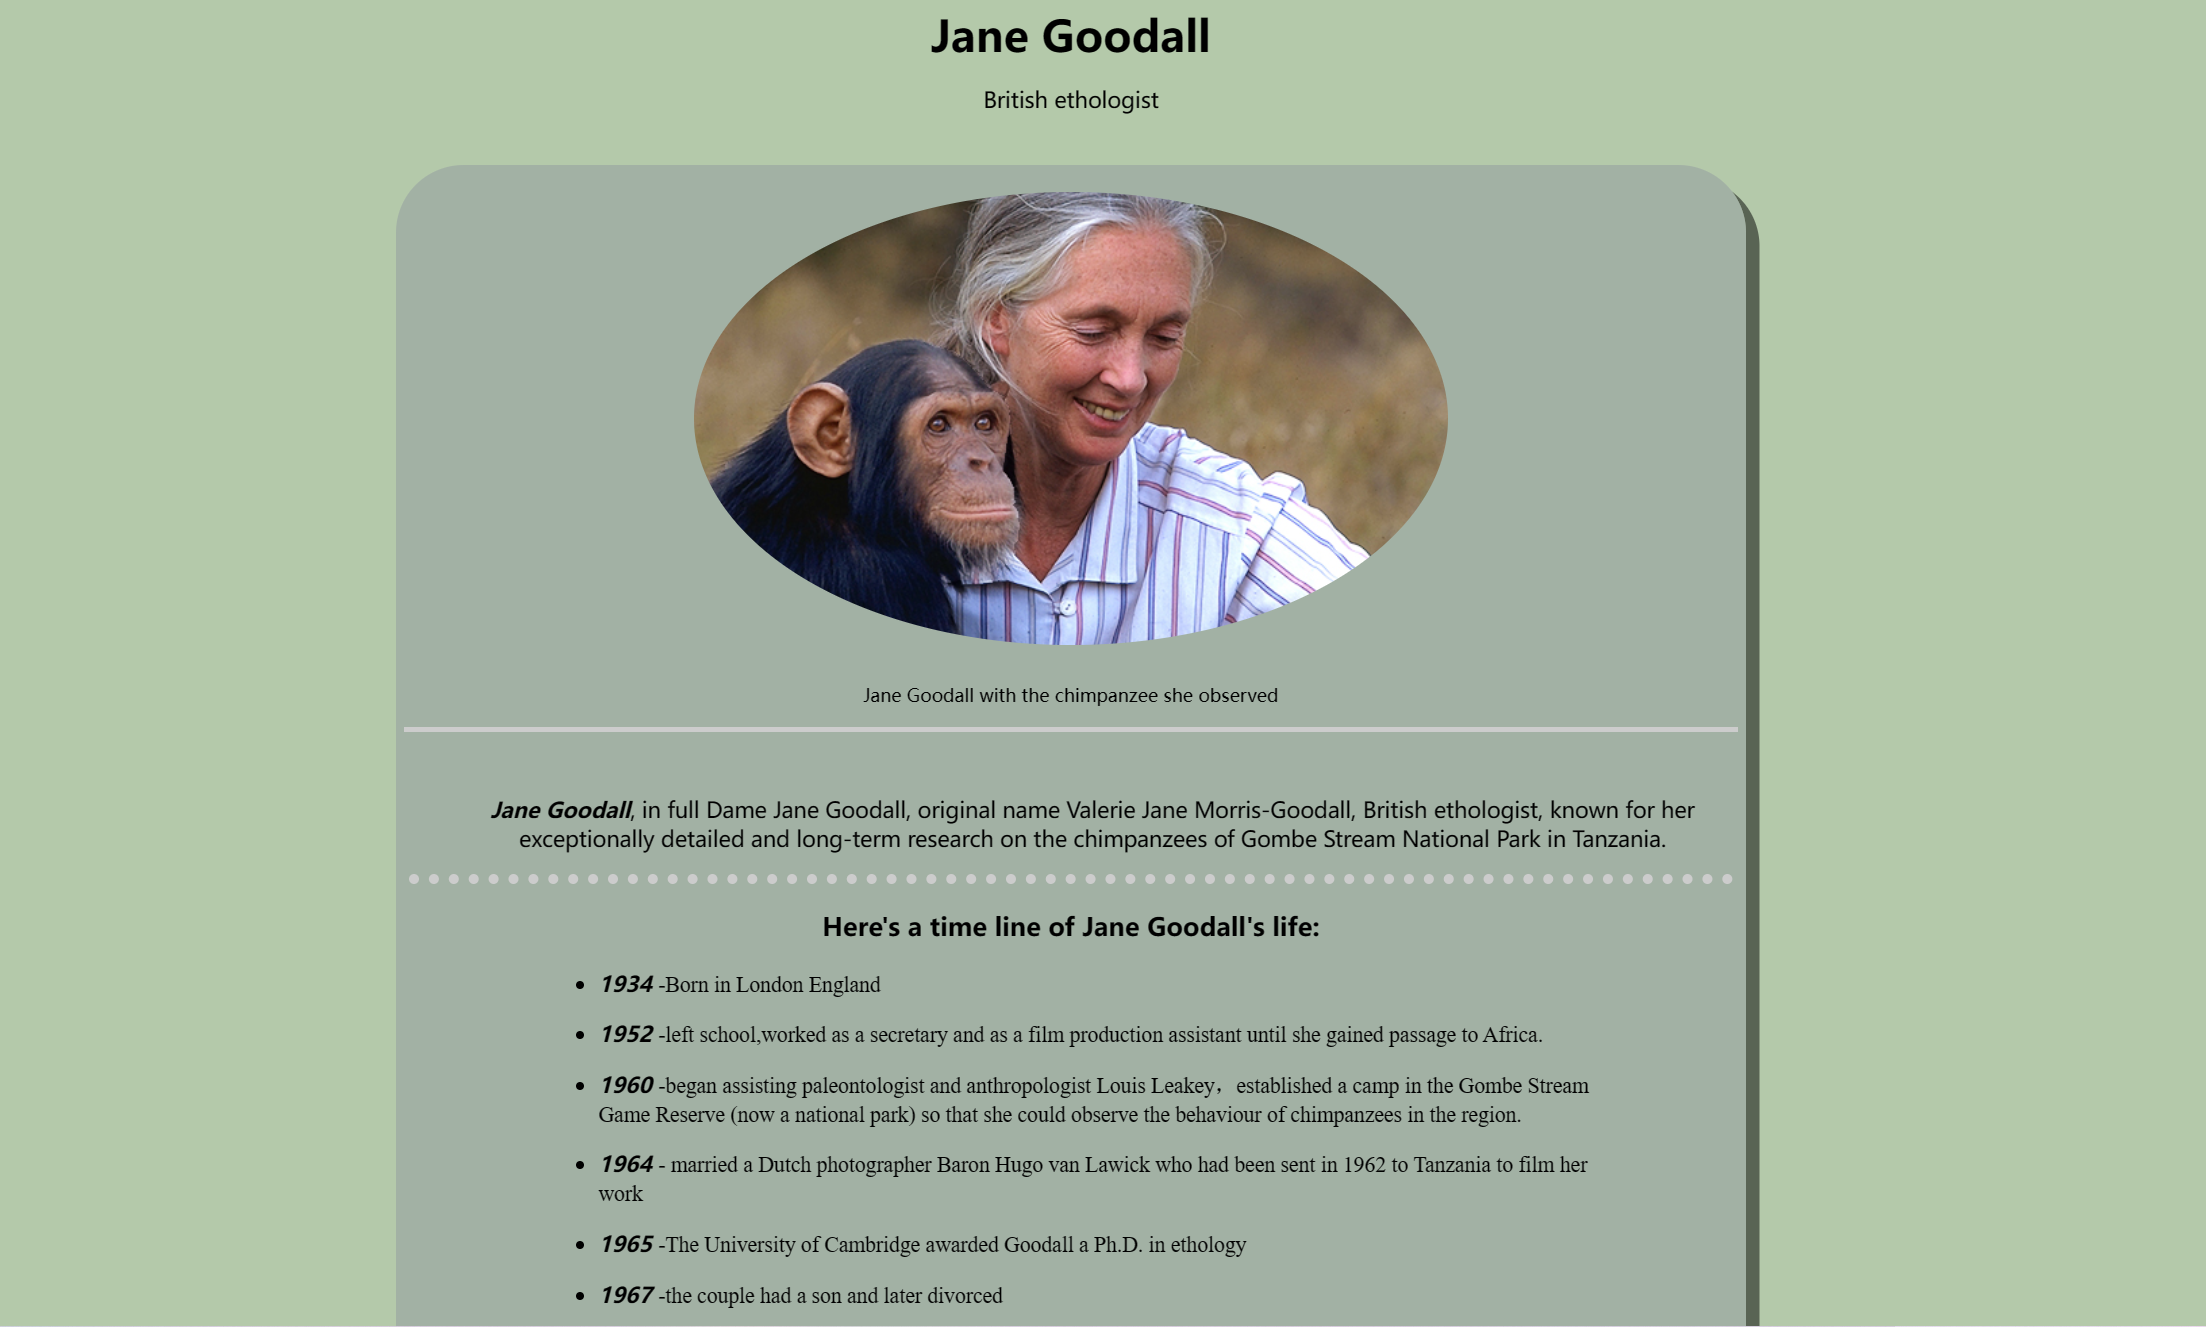 Jane Goodall
British ethologist
Jane Goodall with the chimpanzee she observed
Jane Goodall, in full Dame Jane Goodall, original name Valerie Jane Morris-Goodall, British ethologist, known for her
exceptionally detailed and long-term research on the chimpanzees of Gombe Stream National Park in Tanzania.
Here's a time line of Jane Goodall's life:
1934 -Born in London England
1952 -left school,worked as a secretary and as a film production assistant until she gained passage to Africa.
1960 -began assisting paleontologist and anthropologist Louis Leakey，established a camp in the Gombe Stream
Game Reserve (now a national park) so that she could observe the behaviour of chimpanzees in the region.
1964 - married a Dutch photographer Baron Hugo van Lawick who had been sent in 1962 to Tanzania to film her
work
1965 -The University of Cambridge awarded Goodall a Ph.D. in ethology
1967 -the couple had a son and later divorced